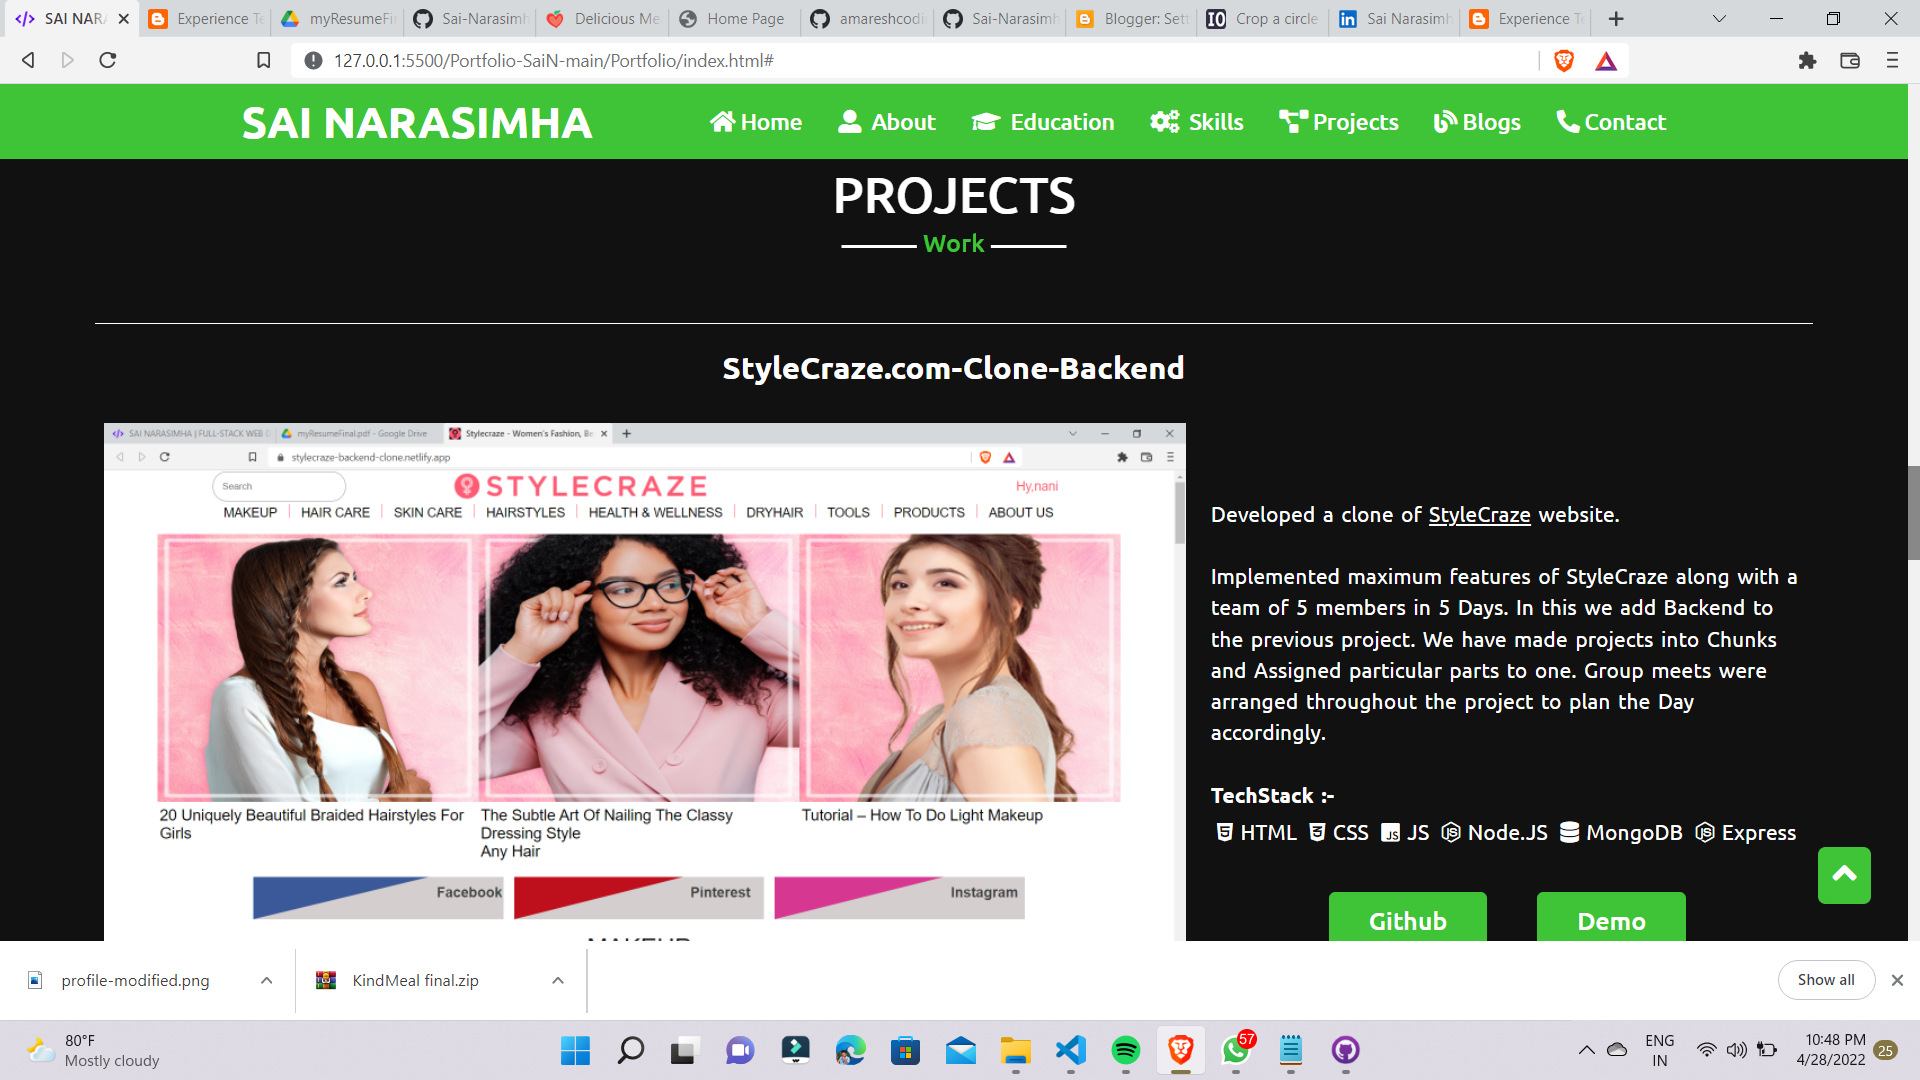 SAI NARA
Experience Te
myResumeFi
Sai-Narasimh
Delicious Me
Home Page
amareshcodi
Sai-Narasimh
Blogger: Sett
Crop a circle
Sai Narasimh
Experience Te
127.0.0.1:5500/Portfolio-SaiN-main/Portfolio/index.html#
SAI NARASIMHA
Home
About
Education
Skills
Projects
Blogs
Contact
PROJECTS
Work
StyleCraze.com-Clone-Backend
SAI NARASIMHA | FULL-STACK WEB D
myResumeFinal.pdf - Google Drive
Stylecraze - Women's Fashion, Be
stylecraze-backend-clone.netlify.app
Search
STYLECRAZE
Hy,nani
MAKEUP
HAIR CARE
SKIN CARE
HAIRSTYLES
HEALTH & WELLNESS
DRYHAIR
TOOLS
PRODUCTS
ABOUT US
20 Uniquely Beautiful Braided Hairstyles For
Girls
The Subtle Art Of Nailing The Classy
Dressing Style
Any Hair
Tutorial – How To Do Light Makeup
Facebook
Pinterest
Instagram
MAKEUP
Developed a clone of StyleCraze website.
Implemented maximum features of StyleCraze along with a
team of 5 members in 5 Days. In this we add Backend to
the previous project. We have made projects into Chunks
and Assigned particular parts to one. Group meets were
arranged throughout the project to plan the Day
accordingly.
TechStack :-
HTML CSS JS Node.JS MongoDB Express
Github
Demo
profile-modified.png
KindMeal final.zip
Show all
80°F
Mostly cloudy
57
ENG
IN
10:48 PM
4/28/2022
25